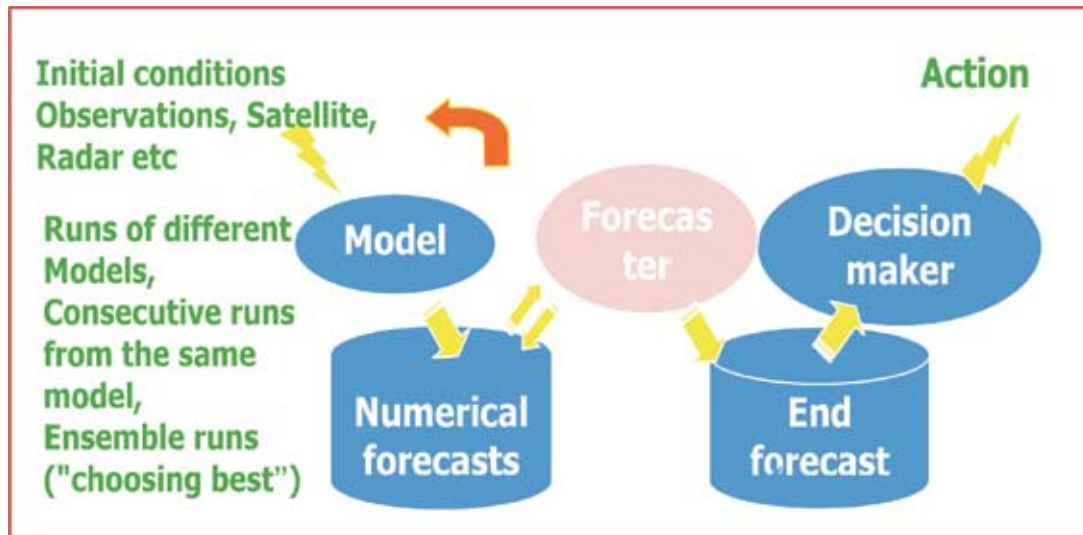 Initial conditions
Observations, Satellite,
Radar etc
Action
Runs of different
Models,
Consecutive runs
from the same
model,
Ensemble runs
("choosing best”)
Model
Forecas
ter
Decision
maker
Numerical
forecasts
End
forecast